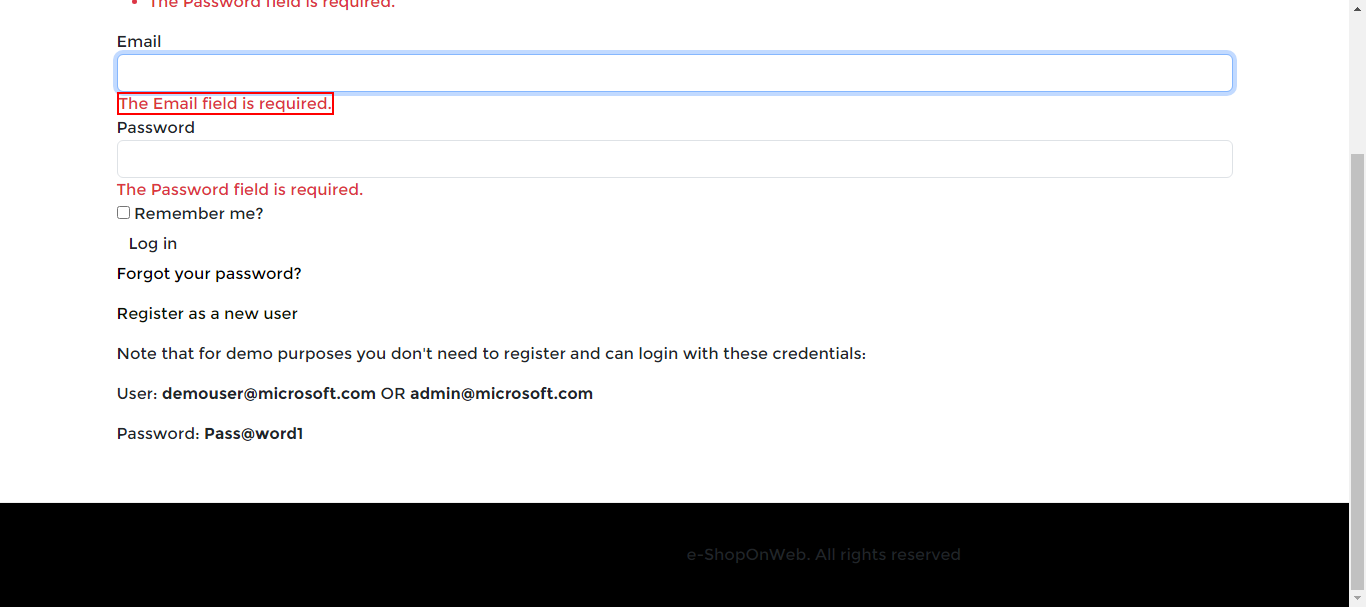 The Password field is required.
Email
The Email field is required.
Password
The Password field is required.
Remember me?
Log in
Forgot your password?
Register as a new user
Note that for demo purposes you don't need to register and can login with these credentials:
User: demouser@microsoft.com OR admin@microsoft.com
Password: Pass@word1
e-ShopOnWeb. All rights reserved